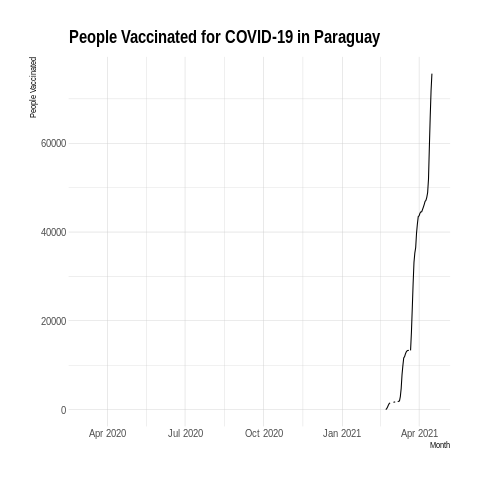 People Vaccinated for COVID-19 in Paraguay
People Vaccinated
60000
40000
20000
0
Apr 2020 Jul 2020 Oct 2020 Jan 2021 Apr 2021
Month